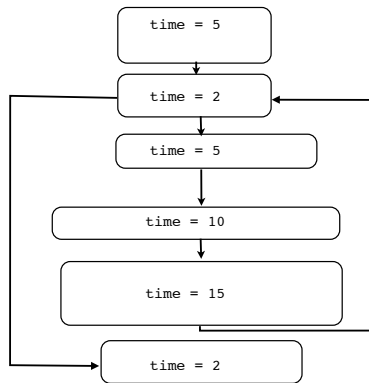 time = 5
time = 2
time = 5
time = 10
time = 15
time = 2